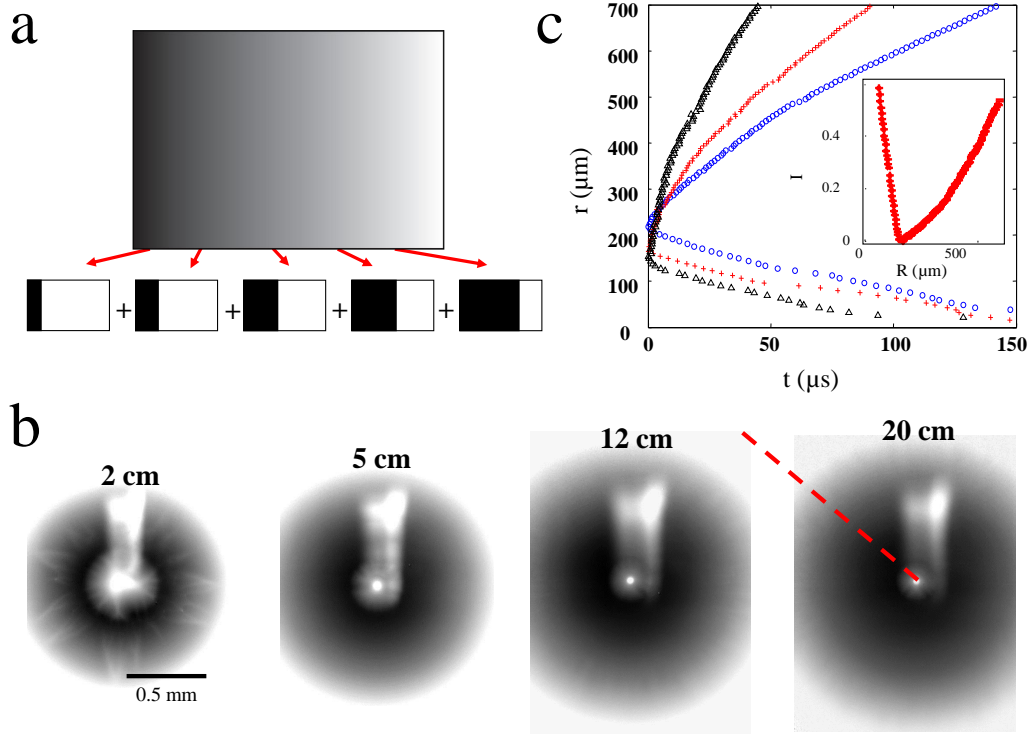 a
+ + + +
b
2 cm
5 cm
12 cm
20 cm
0.5 mm
c
700
600
500
400
300
200
100
0
r (µm)
0 50 100 150
t (µs)
0.4
0.2
0
I
0 500
R (µm)